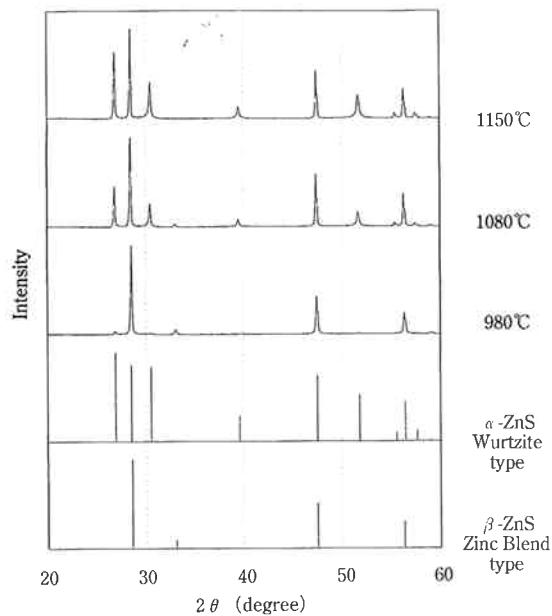 1150℃
1080℃
980℃
α-ZnS
Wurtzite
type
β-ZnS
Zinc Blend
type
Intensity
20 30 40 50 60
2θ (degree)